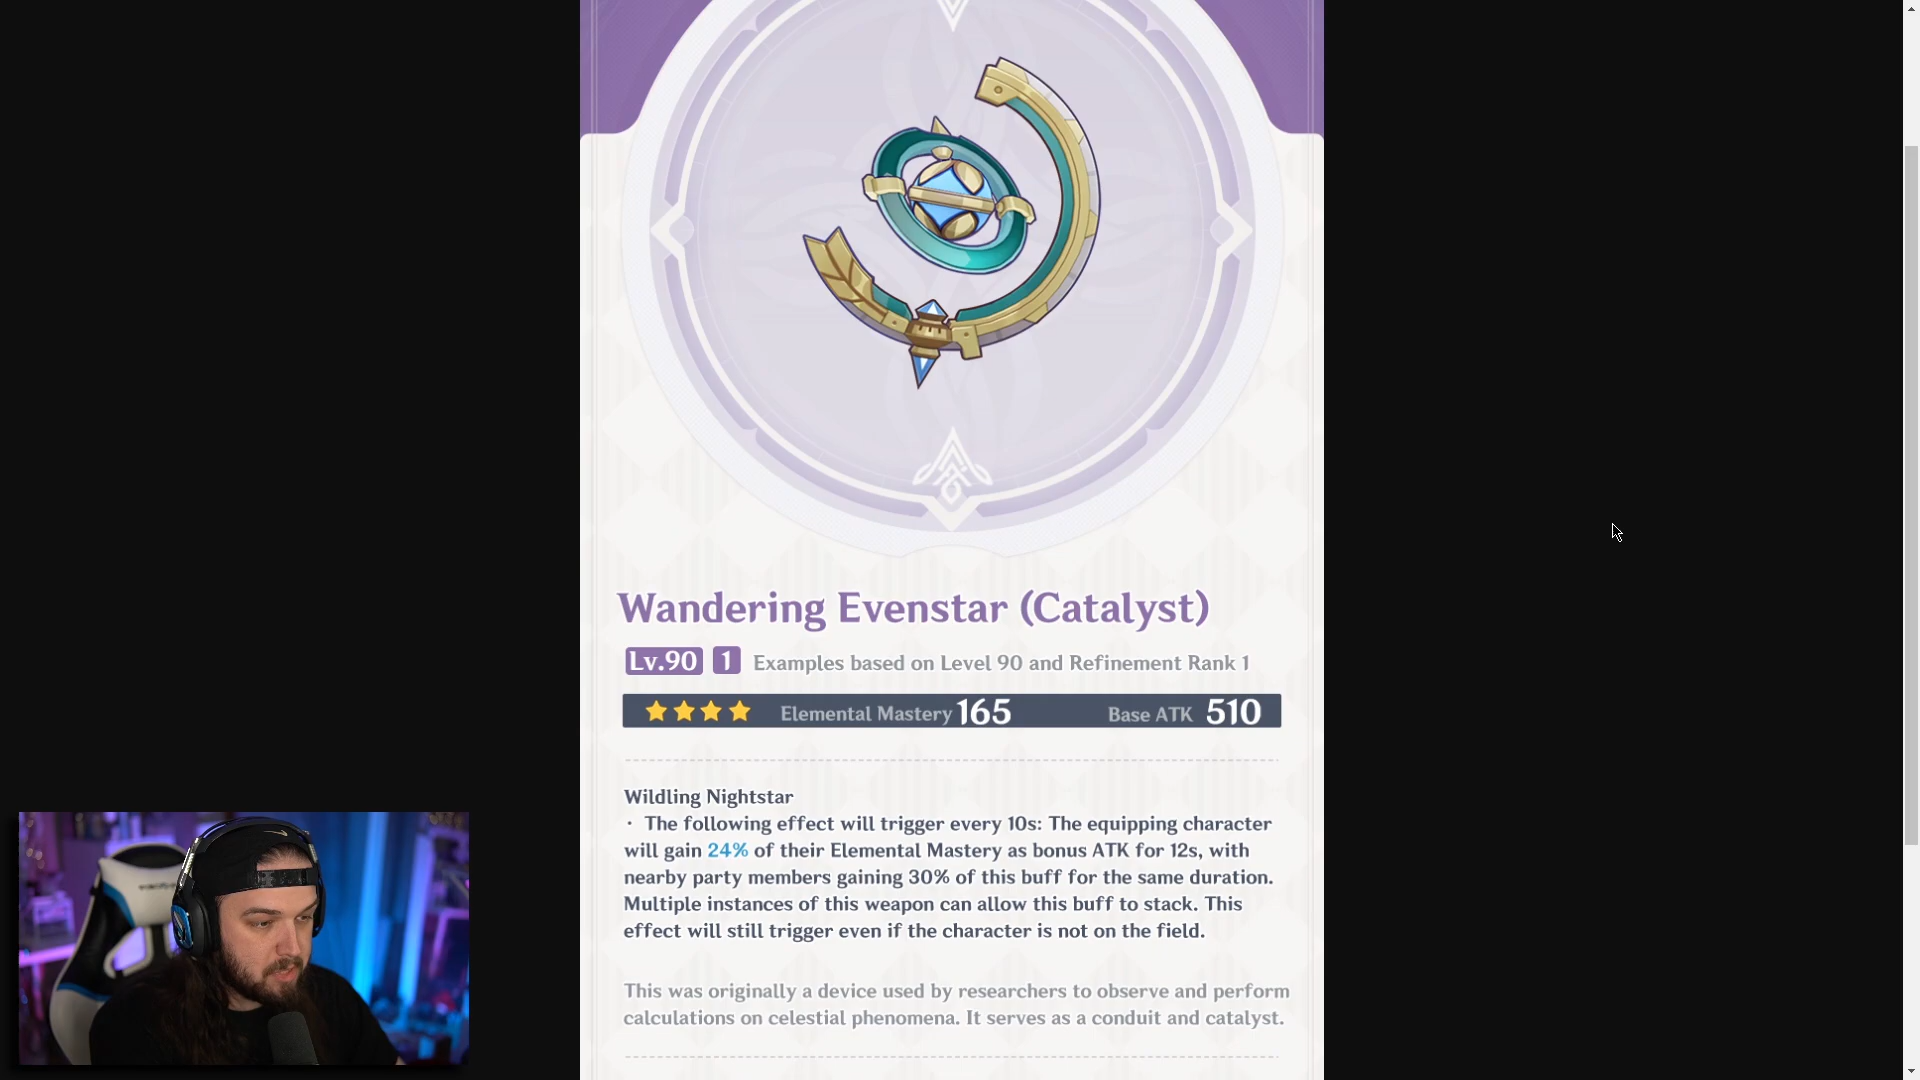 Wandering Evenstar (Catalyst)
Lv.90 1 Examples based on Level 90 and Refinement Rank 1
Elemental Mastery 165 Base ATK 510
Wildling Nightstar
· The following effect will trigger every 10s: The equipping character
will gain 24% of their Elemental Mastery as bonus ATK for 12s, with
nearby party members gaining 30% of this buff for the same duration.
Multiple instances of this weapon can allow this buff to stack. This
effect will still trigger even if the character is not on the field.
This was originally a device used by researchers to observe and perform
calculations on celestial phenomena. It serves as a conduit and catalyst.